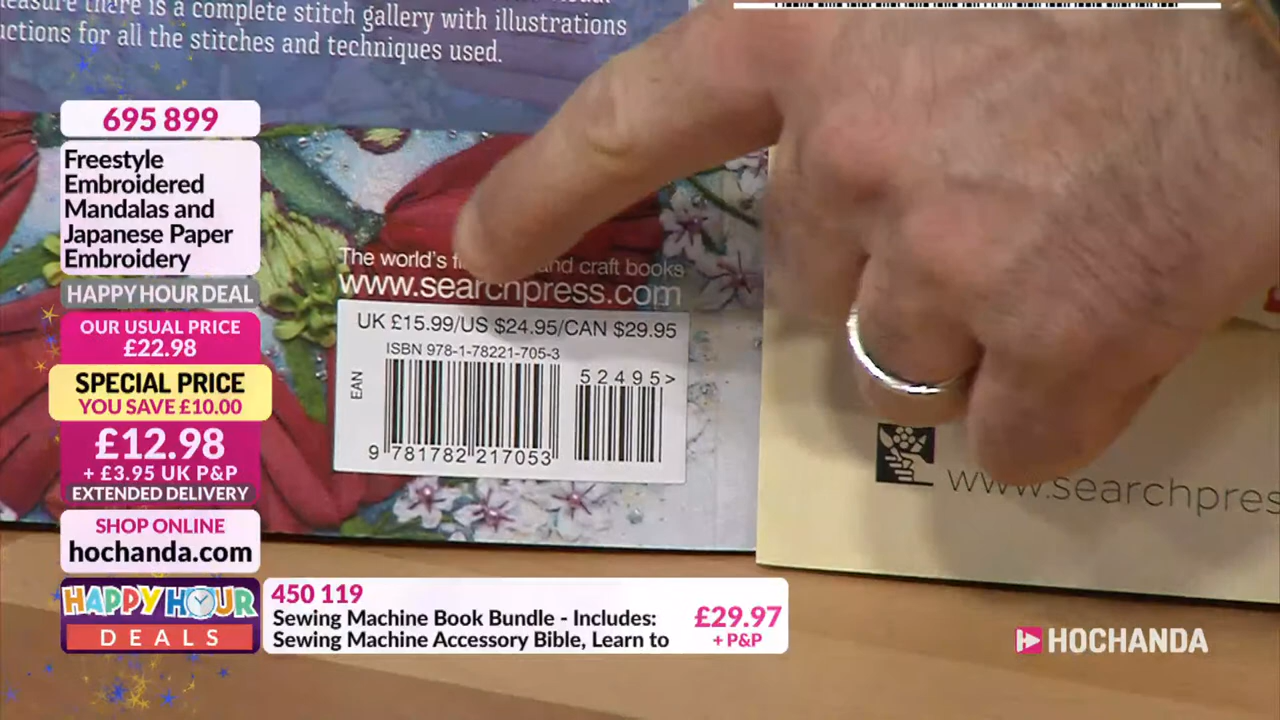 easure there is a complete stitch gallery with illustrations
uctions for all the stitches and techniques used.
695 899
Freestyle
Embroidered
Mandalas and
Japanese Paper
Embroidery
HAPPY HOUR DEAL
OUR USUAL PRICE
£22.98
SPECIAL PRICE
YOU SAVE £10.00
£12.98
+ £3.95 UK P&P
EXTENDED DELIVERY
SHOP ONLINE
hochanda.com
HAPPY HOUR
DEALS
The world's and craft books
www.searchpress.com
UK £15.99/US $24.95/CAN $29.95
ISBN 978-1-78221-705-3
EAN
52495>
9 781782 217053
www.searchpres
450 119
Sewing Machine Book Bundle - Includes:
Sewing Machine Accessory Bible, Learn to
£29.97
+ P&P
HOCHANDA